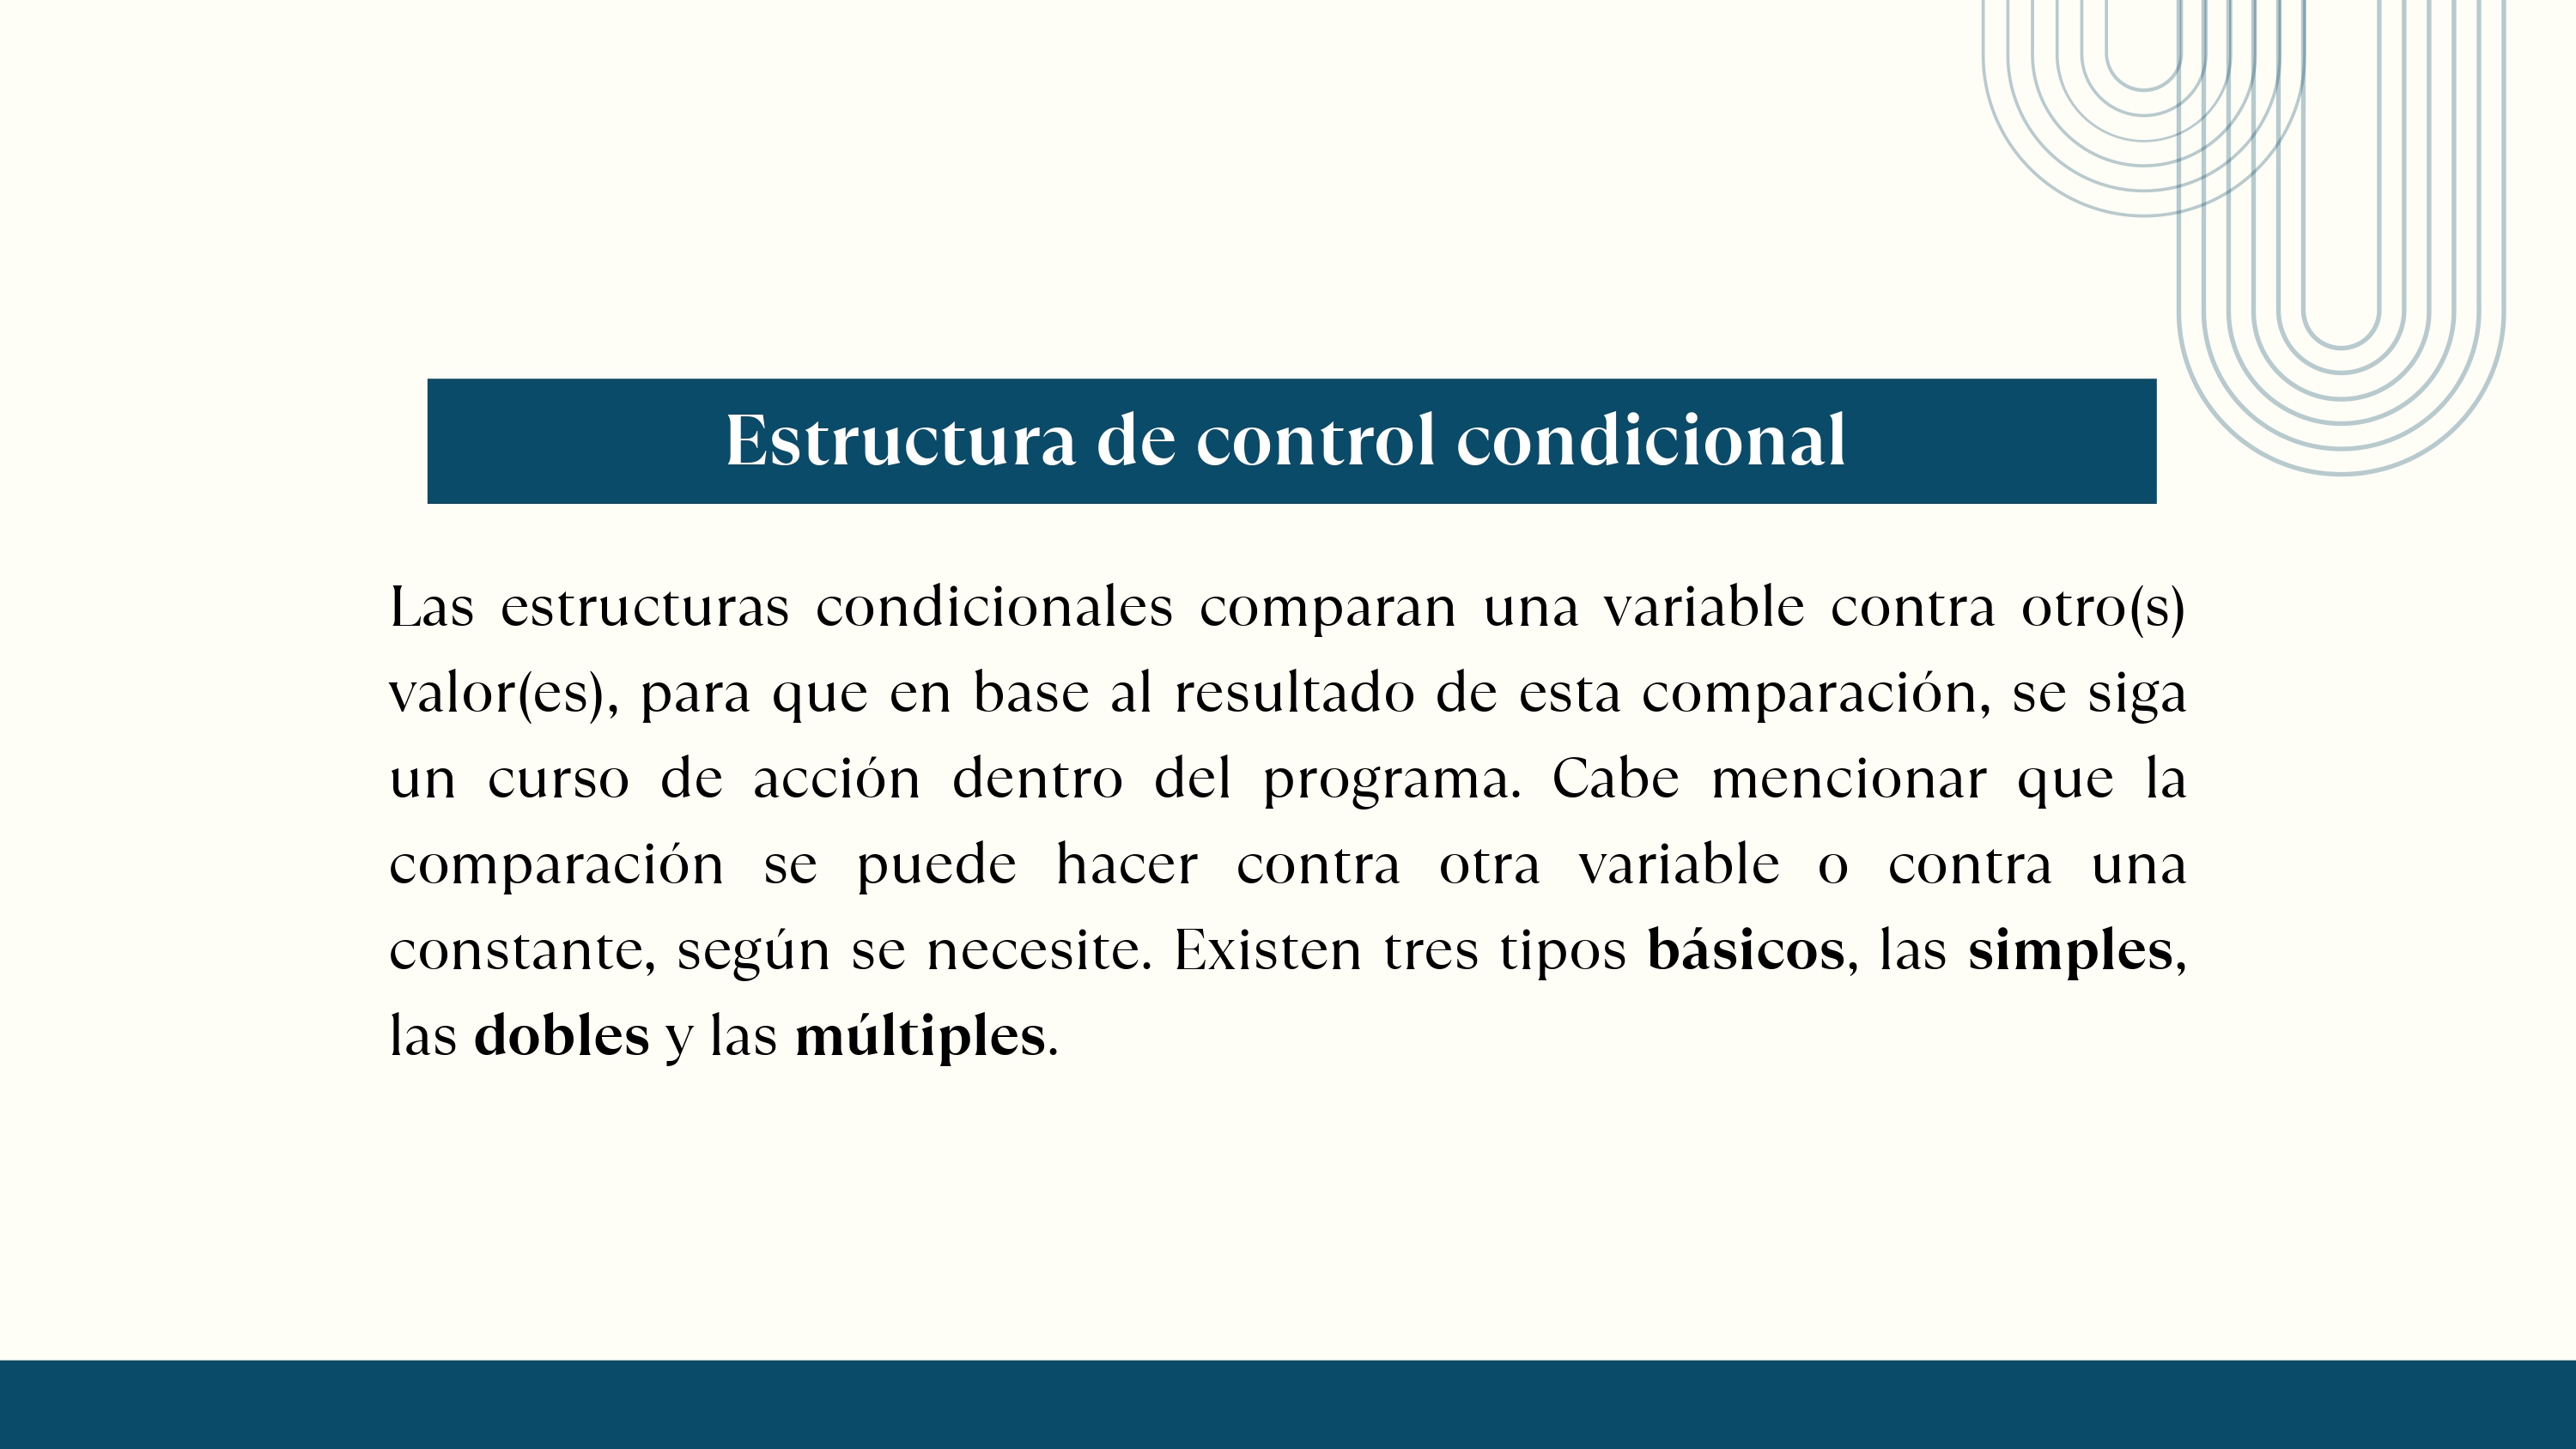 Estructura de control condicional
Las estructuras condicionales comparan una variable contra otro(s)
valor(es), para que en base al resultado de esta comparación, se siga
un curso de acción dentro del programa. Cabe mencionar que la
comparación se puede hacer contra otra variable o contra una
constante, según se necesite. Existen tres tipos básicos, las simples,
las dobles y las múltiples.